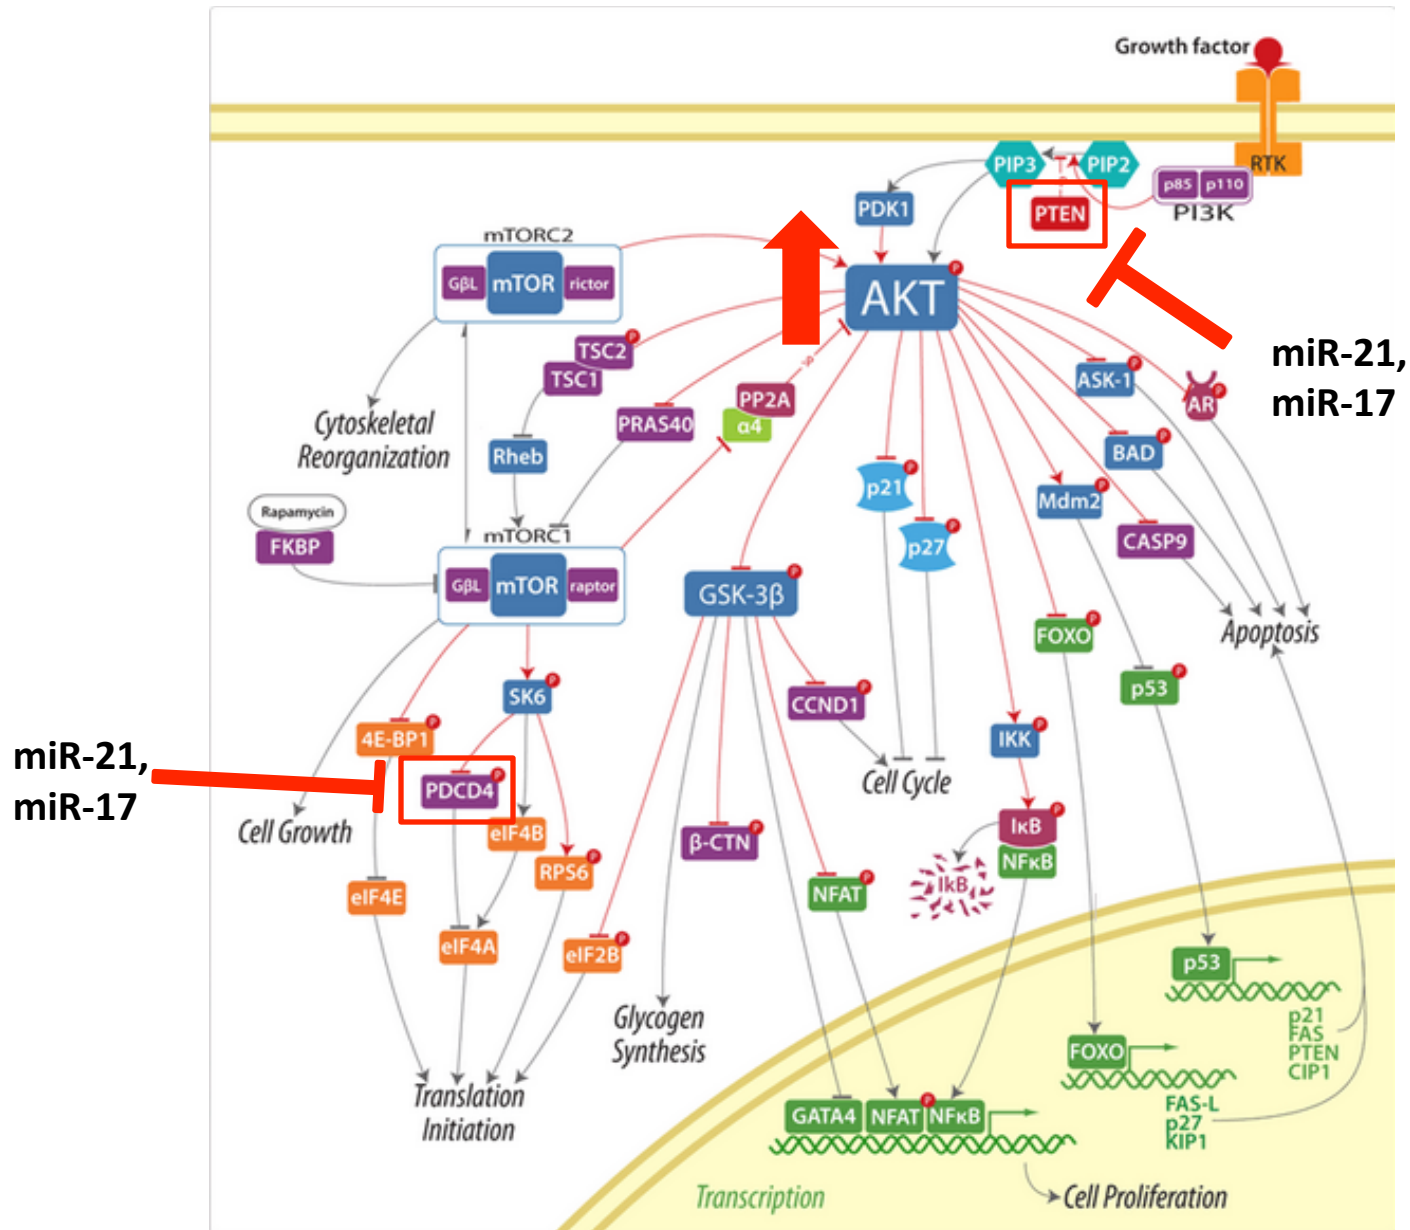 Growth factor
RTK
PIP3
PIP2
p85
p110
PI3K
PTEN
PDK1
mTORC2
GβL
mTOR
rictor
AKT
P
miR-21,
miR-17
TSC2
P
TSC1
PP2A
-P
α4
PRAS40
ASK-1
P
AR
P
Cytoskeletal
Reorganization
Rheb
BAD
P
p21
P
Mdm2
P
Rapamycin
FKBP
mTORC1
GβL
mTOR
raptor
p27
P
CASP9
P
GSK-3β
P
FOXO
P
Apoptosis
SK6
P
CCND1
P
p53
P
4E-BP1
P
IKK
P
miR-21,
miR-17
PDCD4
P
Cell Cycle
Cell Growth
eIF4B
β-CTN
P
IκB
P
NFκB
RPS6
P
IkB
NFAT
P
eIF4E
eIF4A
eIF2B
P
p53
Glycogen
Synthesis
p21
FAS
PTEN
CIP1
FOXO
Translation
Initiation
GATA4
NFAT
P
NFκB
FAS-L
p27
KIP1
Transcription
Cell Proliferation